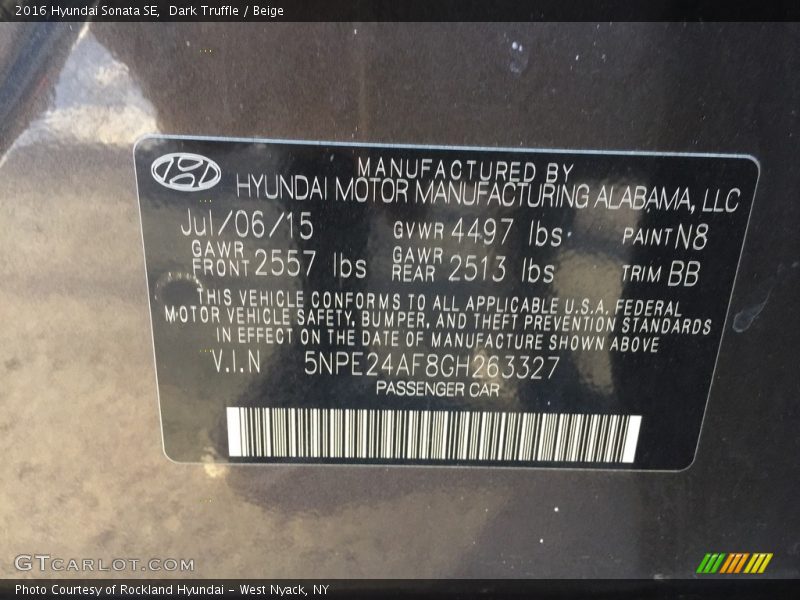 2016 Hyundai Sonata SE, Dark Truffle / Beige
MANUFACTURED BY
HYUNDAI MOTOR MANUFACTURING ALABAMA, LLC
Jul/06/15 GVWR 4497 lbs PAINT N8
GAWR FRONT 2557 lbs GAWR REAR 2513 lbs TRIM BB
THIS VEHICLE CONFORMS TO ALL APPLICABLE U.S.A. FEDERAL
MOTOR VEHICLE SAFETY, BUMPER, AND THEFT PREVENTION STANDARDS
IN EFFECT ON THE DATE OF MANUFACTURE SHOWN ABOVE
V.I.N 5NPE24AF8GH263327
PASSENGER CAR
GTCARLOT.COM
Photo Courtesy of Rockland Hyundai - West Nyack, NY